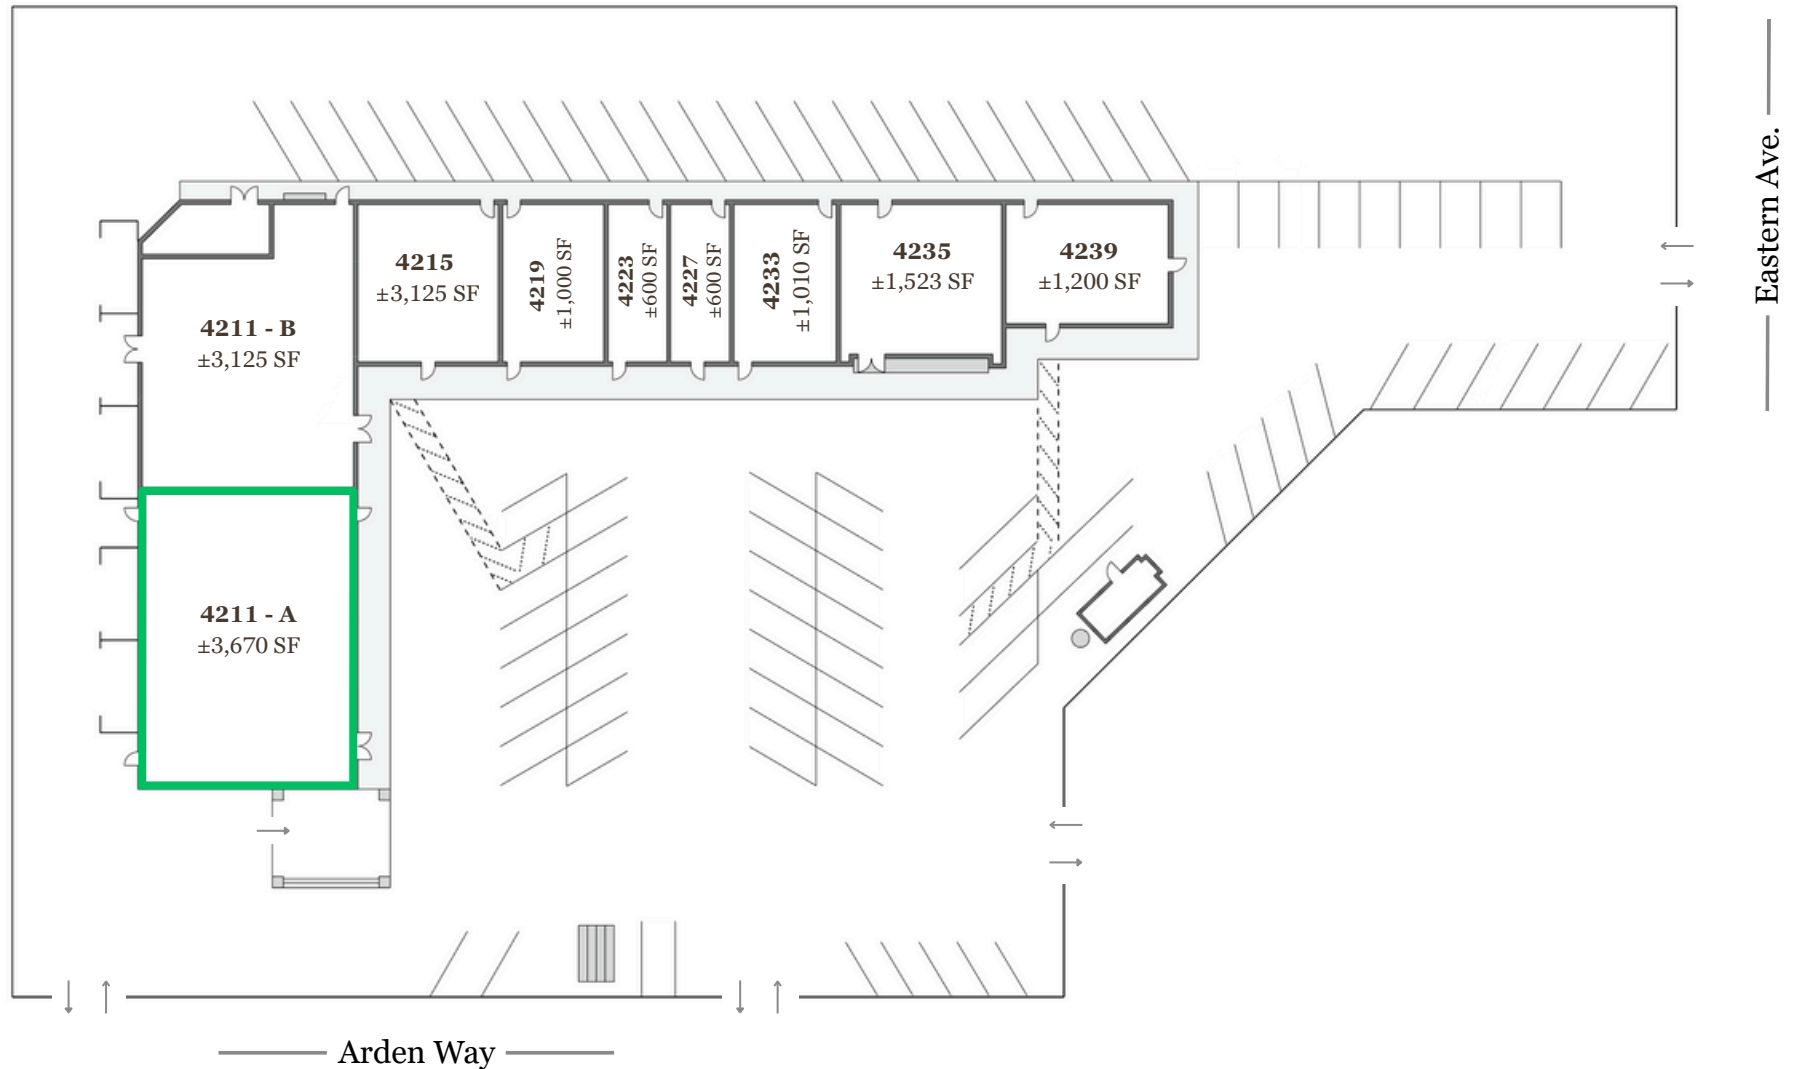 Eastern Ave.
4215
±3,125 SF
4219
±1,000 SF
4223
±600 SF
4227
±600 SF
4233
±1,010 SF
4235
±1,523 SF
4239
±1,200 SF
4211 - B
±3,125 SF
4211 - A
±3,670 SF
Arden Way